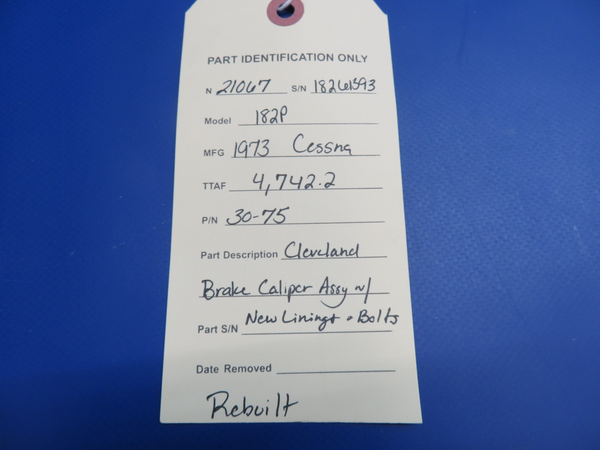 PART IDENTIFICATION ONLY
N 21067 S/N 18261593
Model 182P
MFG 1973 Cessna
TTAF 4,742.2
P/N 30-75
Part Description Cleveland
Brake Caliper Assy w/
New Linings + Bolts
Part S/N
Date Removed
Rebuilt